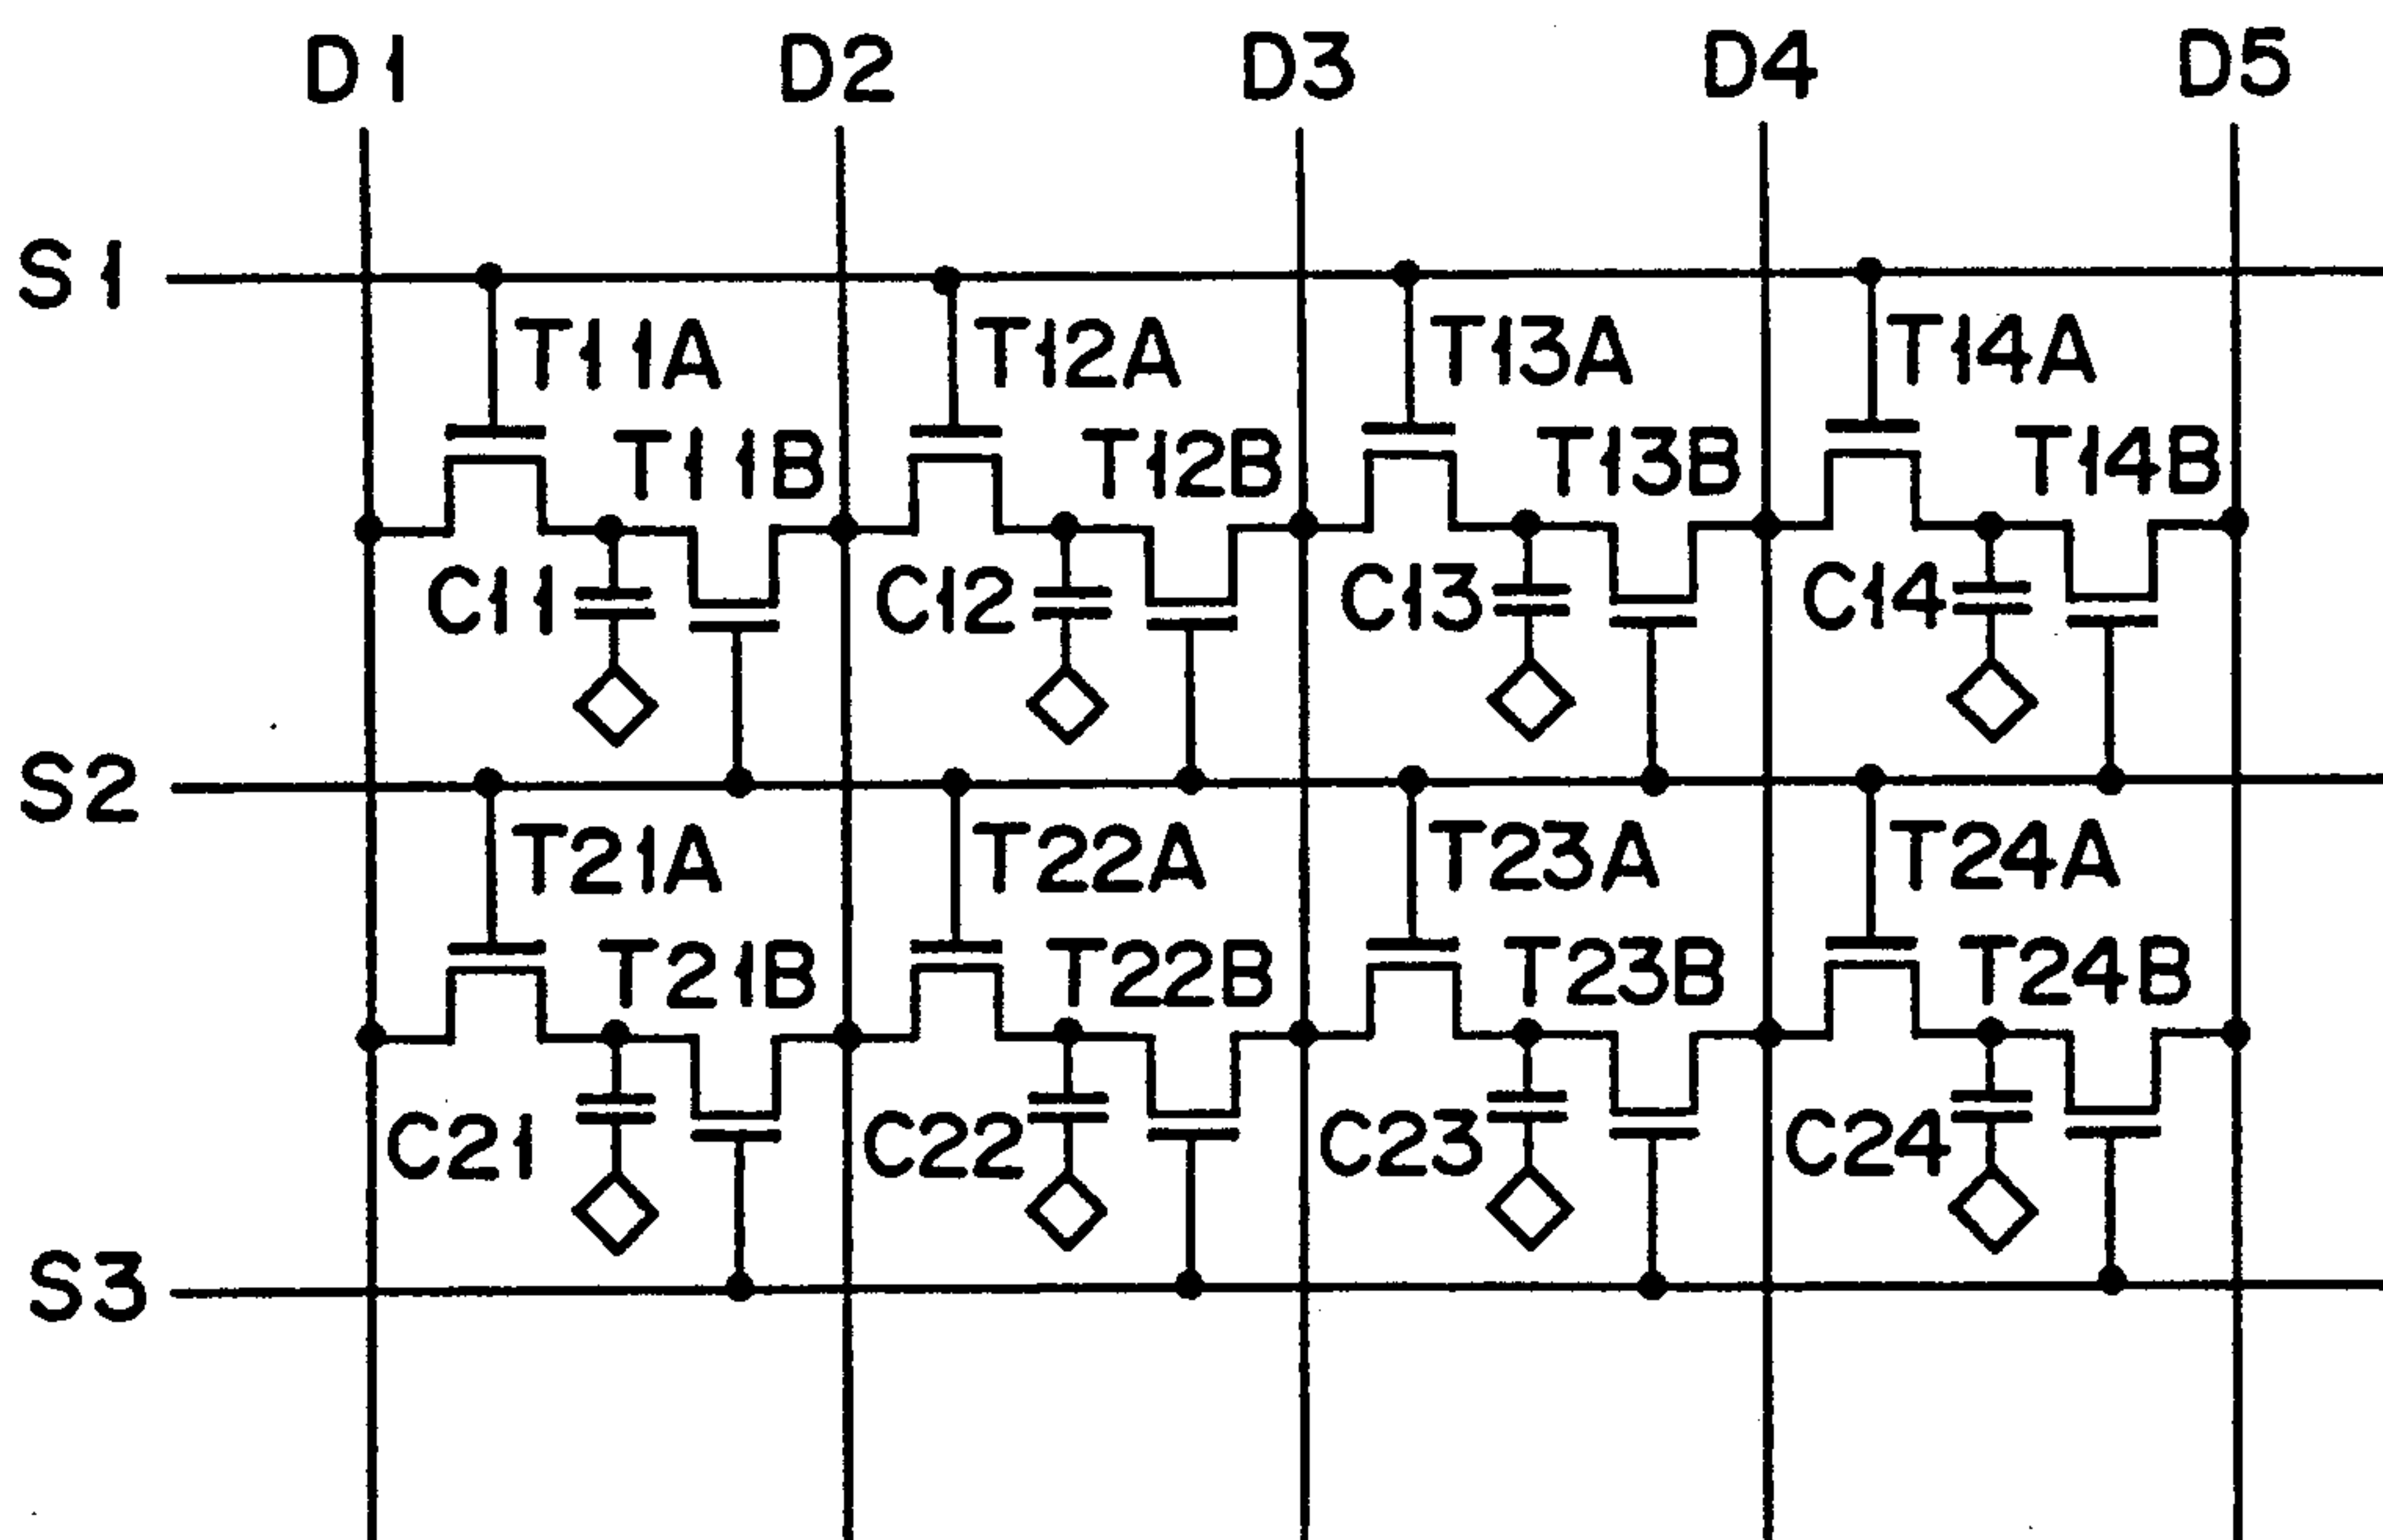 D1 D2 D3 D4 D5
S1
T11A T12A T13A T14A
T11B T12B T13B T14B
C11 C12 C13 C14
S2
T21A T22A T23A T24A
T21B T22B T23B T24B
C21 C22 C23 C24
S3